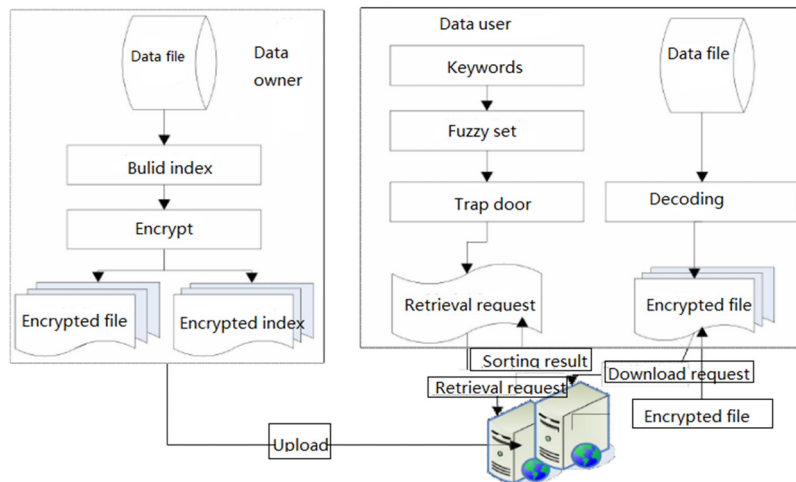 Data file
Data
owner
Bulid index
Encrypt
Encrypted file
Encrypted index
Data user
Keywords
Fuzzy set
Trap door
Retrieval request
Data file
Decoding
Encrypted file
Sorting result
Retrieval request
Download request
Encrypted file
Upload